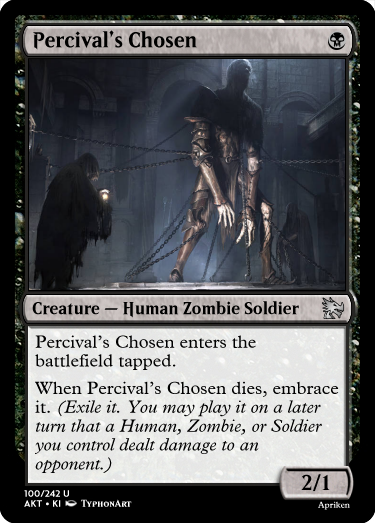 Percival's Chosen
Creature — Human Zombie Soldier
Percival's Chosen enters the
battlefield tapped.
When Percival's Chosen dies, embrace
it. (Exile it. You may play it on a later
turn that a Human, Zombie, or Soldier
you control dealt damage to an
opponent.)
2/1
100/242 U
AKT • KI TyphonArt
Apriken